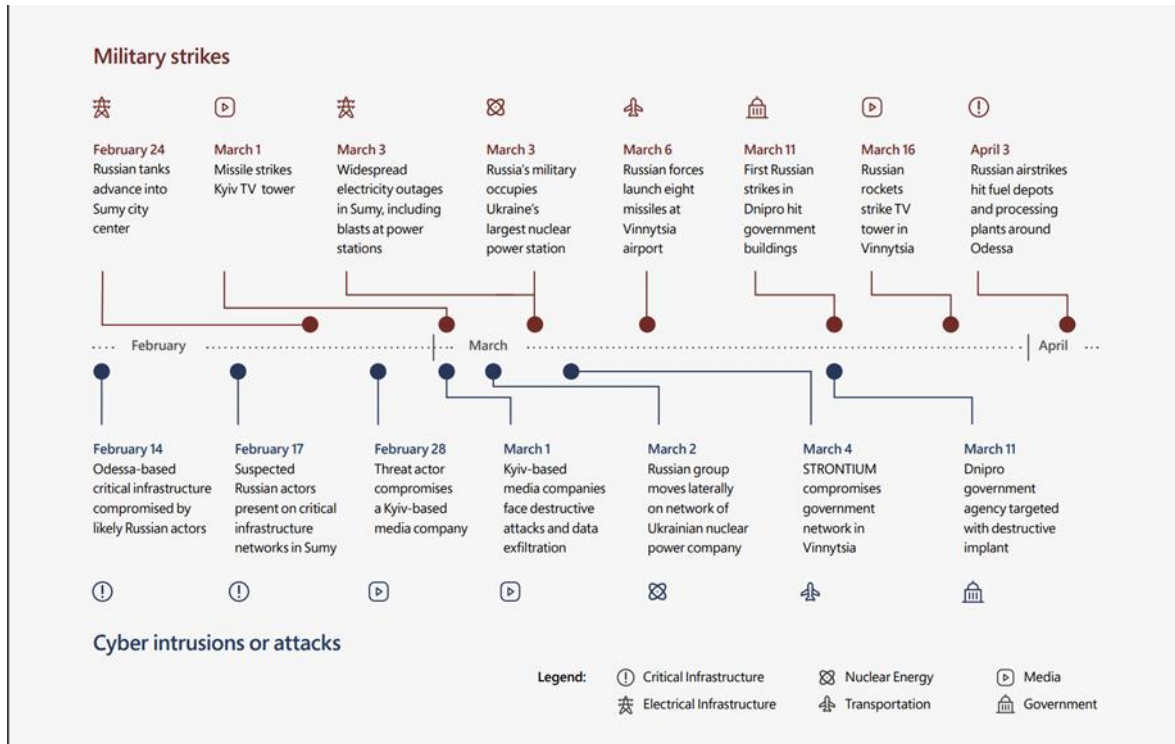 Military strikes
February 24
Russian tanks
advance into
Sumy city
center
March 1
Missile strikes
Kyiv TV tower
March 3
Widespread
electricity outages
in Sumy, including
blasts at power
stations
March 3
Russia's military
occupies
Ukraine's
largest nuclear
power station
March 6
Russian forces
launch eight
missiles at
Vinnytsia
airport
March 11
First Russian
strikes in
Dnipro hit
government
buildings
March 16
Russian
rockets
strike TV
tower in
Vinnytsia
April 3
Russian airstrikes
hit fuel depots
and processing
plants around
Odessa
February
March
April
February 14
Odessa-based
critical infrastructure
compromised by
likely Russian actors
February 17
Suspected
Russian actors
present on critical
infrastructure
networks in Sumy
February 28
Threat actor
compromises
a Kyiv-based
media company
March 1
Kyiv-based
media companies
face destructive
attacks and data
exfiltration
March 2
Russian group
moves laterally
on network of
Ukrainian nuclear
power company
March 4
STRONTIUM
compromises
government
network in
Vinnytsia
March 11
Dnipro
government
agency targeted
with destructive
implant
Cyber intrusions or attacks
Legend:
Critical Infrastructure
Nuclear Energy
Media
Electrical Infrastructure
Transportation
Government